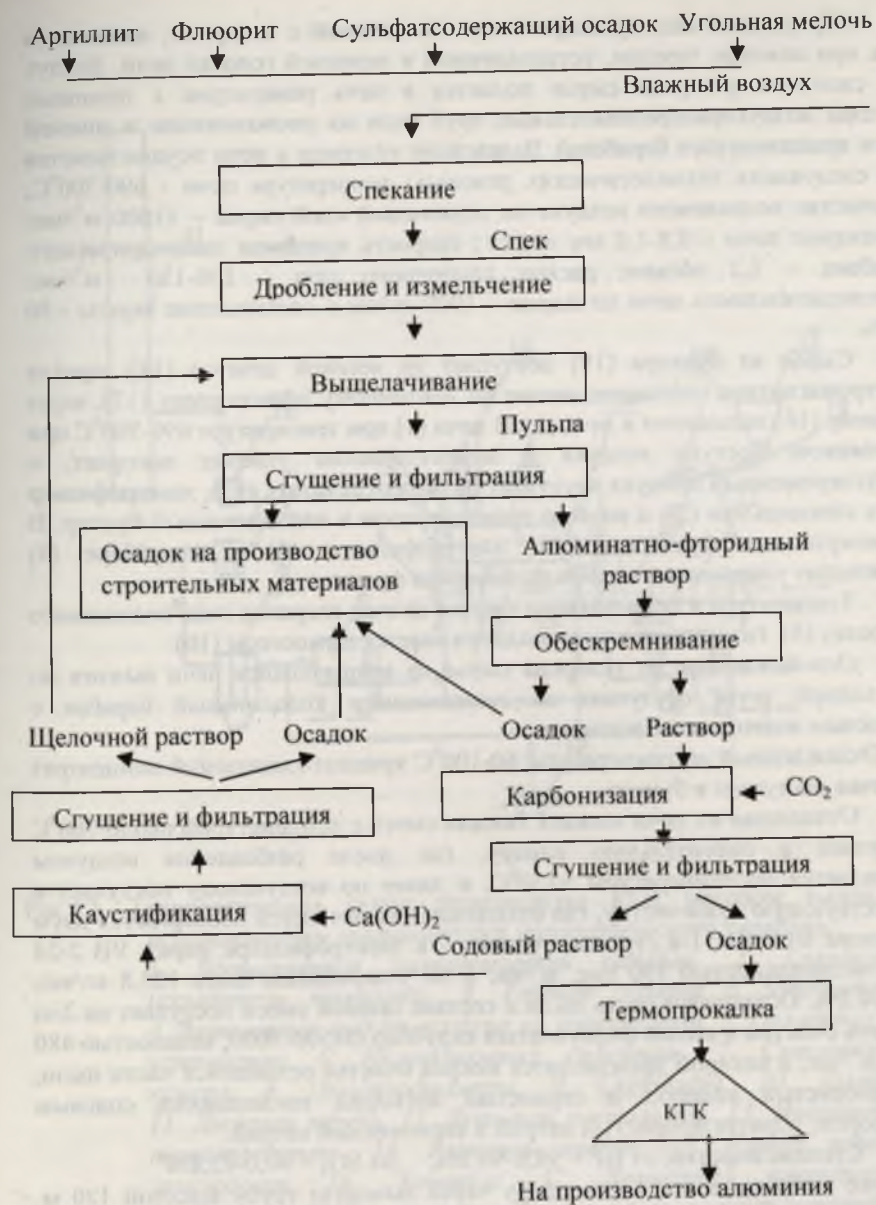 Аргиллит Флюорит Сульфатсодержащий осадок Угольная мелочь
Влажный воздух
Спекание
Спек
Дробление и измельчение
Выщелачивание
Пульпа
Сгущение и фильтрация
Осадок на производство
строительных материалов
Алюминатно-фторидный
раствор
Обескремнивание
Щелочной раствор Осадок
Осадок Раствор
Сгущение и фильтрация
Карбонизация CO₂
Сгущение и фильтрация
Каустификация Ca(OH)₂
Содовый раствор Осадок
Термопрокалка
КГК
На производство алюминия